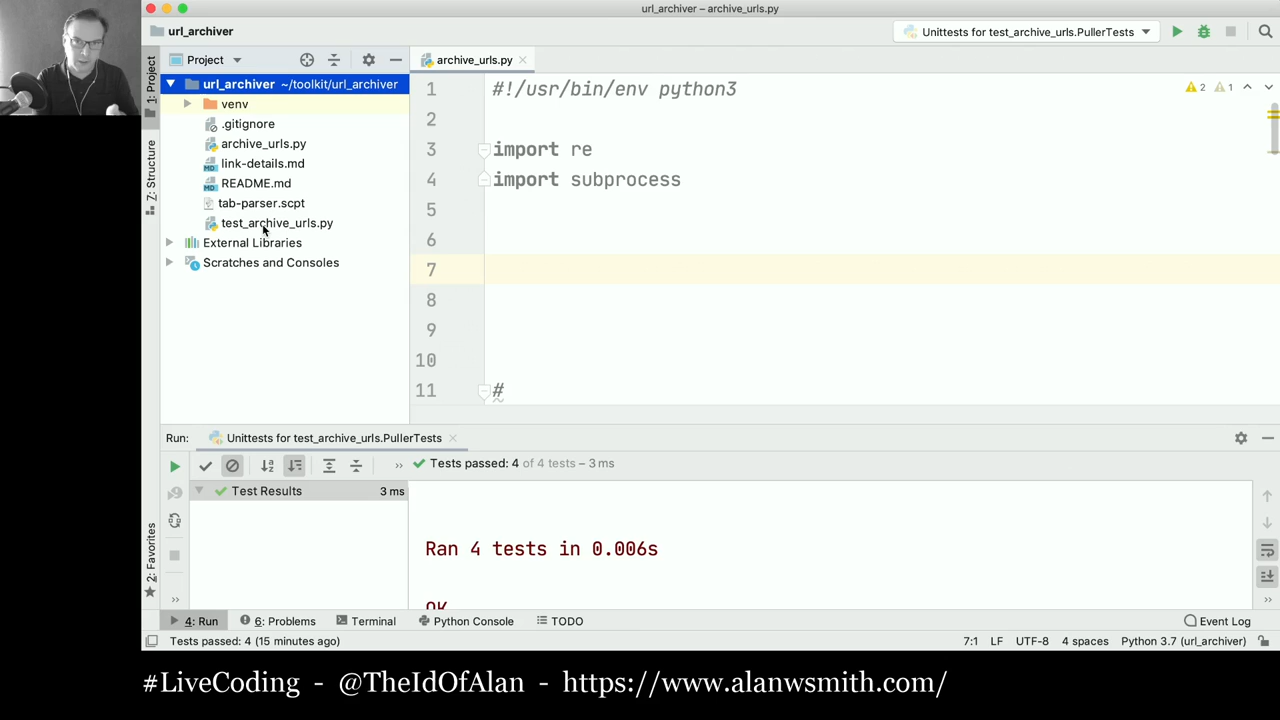 url_archiver – archive_urls.py
url_archiver
Unittests for test_archive_urls.PullerTests
1: Project
Project
archive_urls.py
url_archiver ~/toolkit/url_archiver
venv
.gitignore
archive_urls.py
link-details.md
README.md
tab-parser.scpt
test_archive_urls.py
External Libraries
Scratches and Consoles
Z: Structure
2: Favorites
1 #!/usr/bin/env python3
2 1
2
3 import re
4 import subprocess
5
6
7
8
9
10
11 #
Run: Unittests for test_archive_urls.PullerTests
Tests passed: 4 of 4 tests – 3 ms
Test Results 3 ms
Ran 4 tests in 0.006s
OK
4: Run 6: Problems Terminal Python Console TODO Event Log
Tests passed: 4 (15 minutes ago) 7:1 LF UTF-8 4 spaces Python 3.7 (url_archiver)
#LiveCoding - @TheIdOfAlan - https://www.alanwsmith.com/